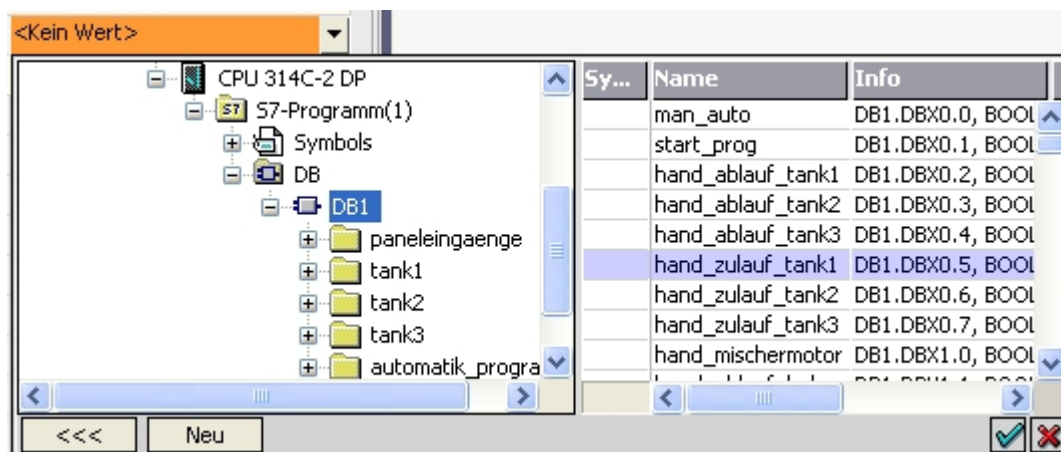 <Kein Wert>
CPU 314C-2 DP
S7-Programm(1)
Symbols
DB
DB1
paneleingaenge
tank1
tank2
tank3
automatik_progra
Sy... Name Info
man_auto DB1.DBX0.0, BOOL
start_prog DB1.DBX0.1, BOOL
hand_ablauf_tank1 DB1.DBX0.2, BOOL
hand_ablauf_tank2 DB1.DBX0.3, BOOL
hand_ablauf_tank3 DB1.DBX0.4, BOOL
hand_zulauf_tank1 DB1.DBX0.5, BOOL
hand_zulauf_tank2 DB1.DBX0.6, BOOL
hand_zulauf_tank3 DB1.DBX0.7, BOOL
hand_mischermotor DB1.DBX1.0, BOOL
<<< Neu